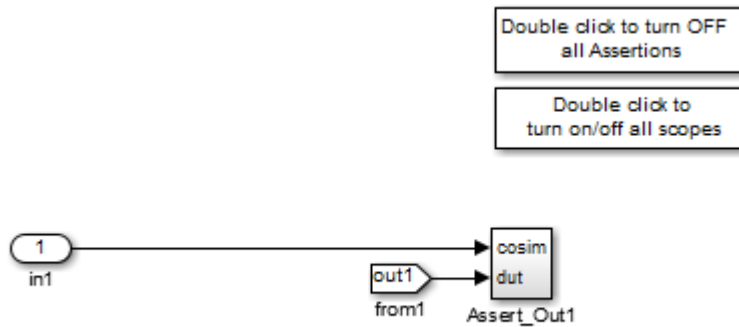 Double click to turn OFF
all Assertions
Double click to
turn on/off all scopes
1
in1
out1
from1
cosim
dut
Assert_Out1